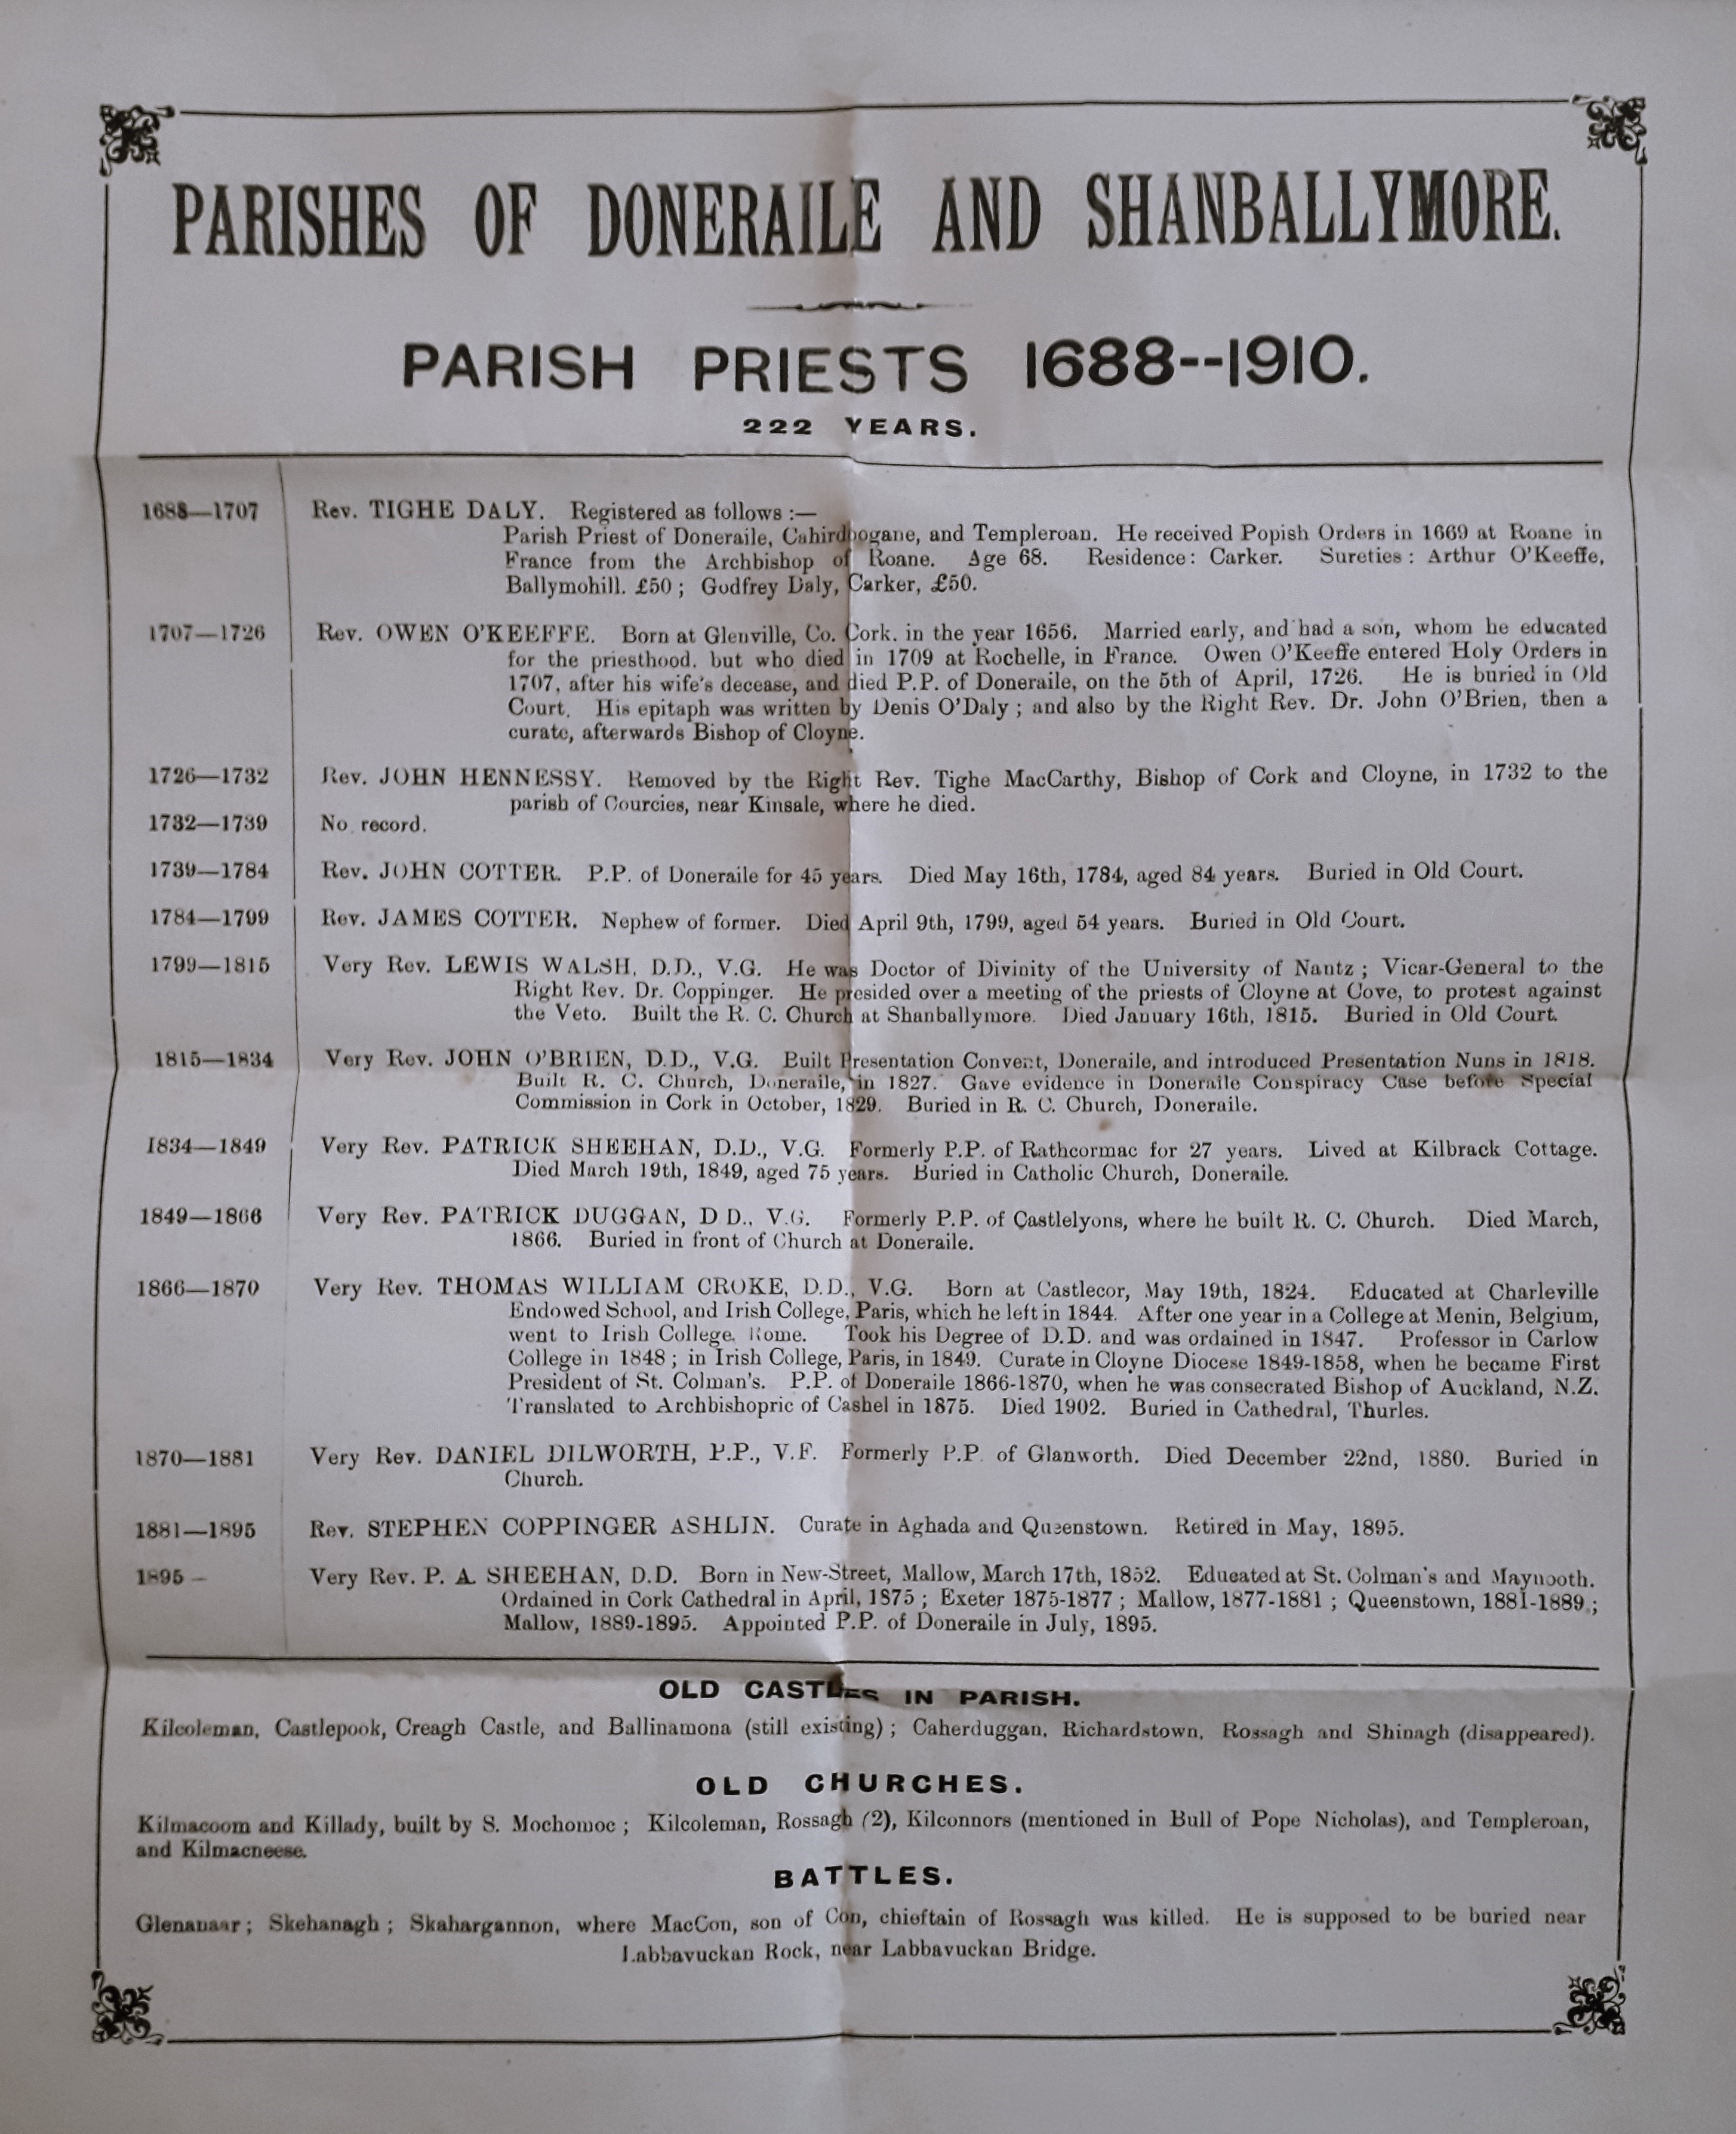 PARISHES OF DONERAILE AND SHANBALLYMORE.
PARISH PRIESTS 1688--1910.
222 YEARS.
1688—1707 Rev. TIGHE DALY. Registered as follows :—
Parish Priest of Doneraile, Cahirdhogane, and Templeroan. He received Popish Orders in 1669 at Roane in
France from the Archbishop of Roane. Age 68. Residence: Carker. Sureties: Arthur O'Keeffe,
Ballymohill. £50 ; Godfrey Daly, Carker, £50.
1707—1726 Rev. OWEN O'KEEFFE. Born at Glenville, Co. Cork. in the year 1656. Married early, and had a son, whom he educated
for the priesthood. but who died in 1709 at Rochelle, in France. Owen O'Keeffe entered Holy Orders in
1707, after his wife's decease, and died P.P. of Doneraile, on the 5th of April, 1726. He is buried in Old
Court. His epitaph was written by Denis O'Daly ; and also by the Right Rev. Dr. John O'Brien, then a
curate, afterwards Bishop of Cloyne.
1726—1732 Rev. JOHN HENNESSY. Removed by the Right Rev. Tighe MacCarthy, Bishop of Cork and Cloyne, in 1732 to the
parish of Courcies, near Kinsale, where he died.
1732—1739 No record.
1739—1784 Rev. JOHN COTTER. P.P. of Doneraile for 45 years. Died May 16th, 1784, aged 84 years. Buried in Old Court.
1784—1799 Rev. JAMES COTTER. Nephew of former. Died April 9th, 1799, aged 54 years. Buried in Old Court.
1799—1815 Very Rev. LEWIS WALSH, D.D., V.G. He was Doctor of Divinity of the University of Nantz ; Vicar-General to the
Right Rev. Dr. Coppinger. He presided over a meeting of the priests of Cloyne at Cove, to protest against
the Veto. Built the R. C. Church at Shanballymore. Died January 16th, 1815. Buried in Old Court.
1815—1834 Very Rev. JOHN O'BRIEN, D.D., V.G. Built Presentation Convent, Doneraile, and introduced Presentation Nuns in 1818.
Built R. C. Church, Doneraile, in 1827. Gave evidence in Doneraile Conspiracy Case before Special
Commission in Cork in October, 1829. Buried in R. C. Church, Doneraile.
1834—1849 Very Rev. PATRICK SHEEHAN, D.D., V.G. Formerly P.P. of Rathcormac for 27 years. Lived at Kilbrack Cottage.
Died March 19th, 1849, aged 75 years. Buried in Catholic Church, Doneraile.
1849—1866 Very Rev. PATRICK DUGGAN, D D., V.G. Formerly P.P. of Castlelyons, where he built R. C. Church. Died March,
1866. Buried in front of Church at Doneraile.
1866—1870 Very Rev. THOMAS WILLIAM CROKE, D.D., V.G. Born at Castlecor, May 19th, 1824. Educated at Charleville
Endowed School, and Irish College, Paris, which he left in 1844. After one year in a College at Menin, Belgium,
went to Irish College, Rome. Took his Degree of D.D. and was ordained in 1847. Professor in Carlow
College in 1848 ; in Irish College, Paris, in 1849. Curate in Cloyne Diocese 1849-1858, when he became First
President of St. Colman's. P.P. of Doneraile 1866-1870, when he was consecrated Bishop of Auckland, N.Z.
Translated to Archbishopric of Cashel in 1875. Died 1902. Buried in Cathedral, Thurles.
1870—1881 Very Rev. DANIEL DILWORTH, P.P., V.F. Formerly P.P. of Glanworth. Died December 22nd, 1880. Buried in
Church.
1881—1895 Rev. STEPHEN COPPINGER ASHLIN. Curate in Aghada and Queenstown. Retired in May, 1895.
1895 – Very Rev. P. A. SHEEHAN, D.D. Born in New-Street, Mallow, March 17th, 1852. Educated at St. Colman's and Maynooth.
Ordained in Cork Cathedral in April, 1875 ; Exeter 1875-1877 ; Mallow, 1877-1881 ; Queenstown, 1881-1889 ;
Mallow, 1889-1895. Appointed P.P. of Doneraile in July, 1895.
OLD CASTLES IN PARISH.
Kilcoleman, Castlepook, Creagh Castle, and Ballinamona (still existing) ; Caherduggan, Richardstown, Rossagh and Shinagh (disappeared).
OLD CHURCHES.
Kilmacoom and Killady, built by S. Mochomoc ; Kilcoleman, Rossagh (2), Kilconnors (mentioned in Bull of Pope Nicholas), and Templeroan,
and Kilmacneese.
BATTLES.
Glenanaar ; Skehanagh ; Skahargannon, where MacCon, son of Con, chieftain of Rossagh was killed. He is supposed to be buried near
Labbavuckan Rock, near Labbavuckan Bridge.